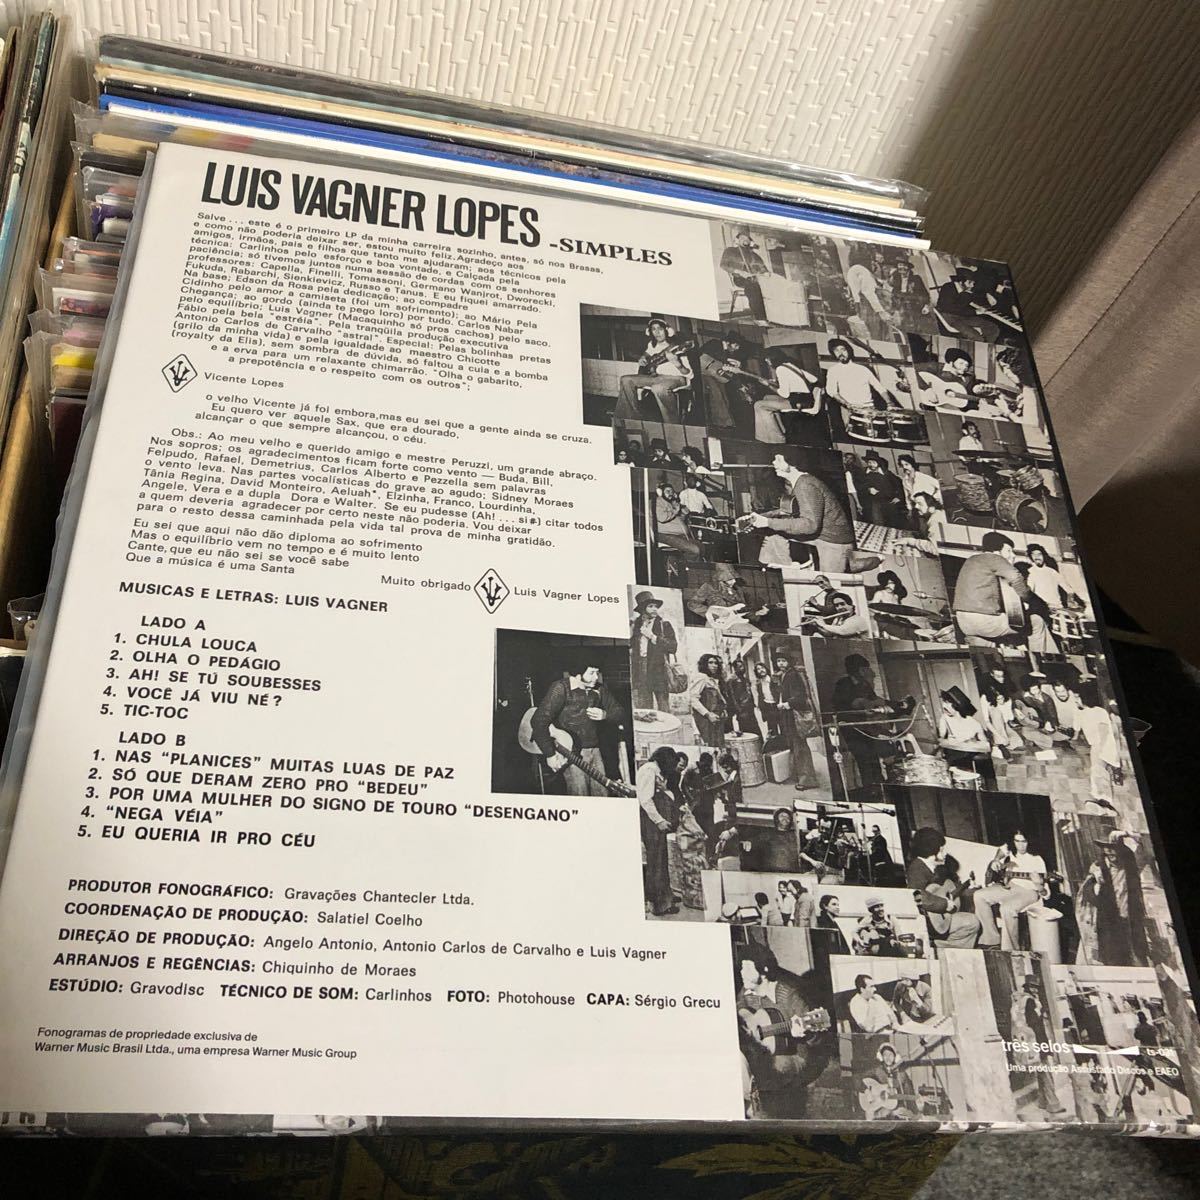 LUIS VAGNER LOPES -SIMPLES
Salve . . . este é o primeiro LP da minha carreira sozinho, antes, só nos Brasas,
e como não poderia deixar ser, estou muito feliz.Agradeço aos
amigos, irmãos, pais e filhos que tanto me ajudaram; aos técnicos pela
técnica: Carlinhos pelo esforço e boa vontade, e Calçada pela
paciência; só tivemos juntos numa sessão de cordas com os senhores
professores: Capella, Finelli, Tomassoni, Germano Wanjrot, Dworecki,
Fukuda, Rabarchi, Slenkievicz, Russo e Tanus. E eu fiquei amarrado.
Na base: Edson da Rosa pela dedicação; ao compadre
Cidinho pelo amor a camiseta (foi um sofrimento); ao Mário Pela
Chegança; ao gordo (ainda te pego loro) por tudo. Carlos Nabar
pelo equilíbrio; Luis Vagner (Macaquinho só pros cachos) pelo saco.
Fábio pela bela "estréia". Pela tranqüila produção executiva
Antonio Carlos de Carvalho "astral". Especial: Pelas bolinhas pretas
(grilo da minha vida) e pela igualdade ao maestro Chicotte
(royalty da Elis), sem sombra de dúvida, só faltou a cuia e a bomba
e a erva para um relaxante chimarrão. "Olha o gabarito,
a prepotência e o respeito com os outros";
Vicente Lopes
o velho Vicente já foi embora,mas eu sei que a gente ainda se cruza.
Eu quero ver aquele Sax, que era dourado,
alcançar o que sempre alcançou, o céu.
Obs.: Ao meu velho e querido amigo e mestre Peruzzi, um grande abraço.
Nos sopros; os agradecimentos ficam forte como vento — Buda, Bill,
Felpudo, Rafael, Demetrius, Carlos Alberto e Pezzella sem palavras
o vento leva. Nas partes vocalísticas do grave ao agudo; Sidney Moraes
Tânia Regina, David Monteiro, Aeluah*, Elzinha, Franco, Lourdinha,
Angele, Vera e a dupla Dora e Walter. Se eu pudesse (Ah! . . . si#) citar todos
a quem deveria agradecer por certo neste não poderia. Vou deixar
para o resto dessa caminhada pela vida tal prova de minha gratidão.
Eu sei que aqui não dão diploma ao sofrimento
Mas o equilíbrio vem no tempo e é muito lento
Cante, que eu não sei se você sabe
Que a música é uma Santa
Muito obrigado Luis Vagner Lopes
MUSICAS E LETRAS: LUIS VAGNER
LADO A
1. CHULA LOUCA
2. OLHA O PEDÁGIO
3. AH! SE TÚ SOUBESSES
4. VOCÊ JÁ VIU NÉ?
5. TIC-TOC
LADO B
1. NAS "PLANICES" MUITAS LUAS DE PAZ
2. SÓ QUE DERAM ZERO PRO "BEDEU"
3. POR UMA MULHER DO SIGNO DE TOURO "DESENGANO"
4. "NEGA VÉIA"
5. EU QUERIA IR PRO CÉU
PRODUTOR FONOGRÁFICO: Gravações Chantecler Ltda.
COORDENAÇÃO DE PRODUÇÃO: Salatiel Coelho
DIREÇÃO DE PRODUÇÃO: Angelo Antonio, Antonio Carlos de Carvalho e Luis Vagner
ARRANJOS E REGÊNCIAS: Chiquinho de Moraes
ESTÚDIO: Gravodisc TÉCNICO DE SOM: Carlinhos FOTO: Photohouse CAPA: Sérgio Grecu
Fonogramas de propriedade exclusiva de
Warner Music Brasil Ltda., uma empresa Warner Music Group
três selos ts-021
Uma produção Assustado Discos e EAEO